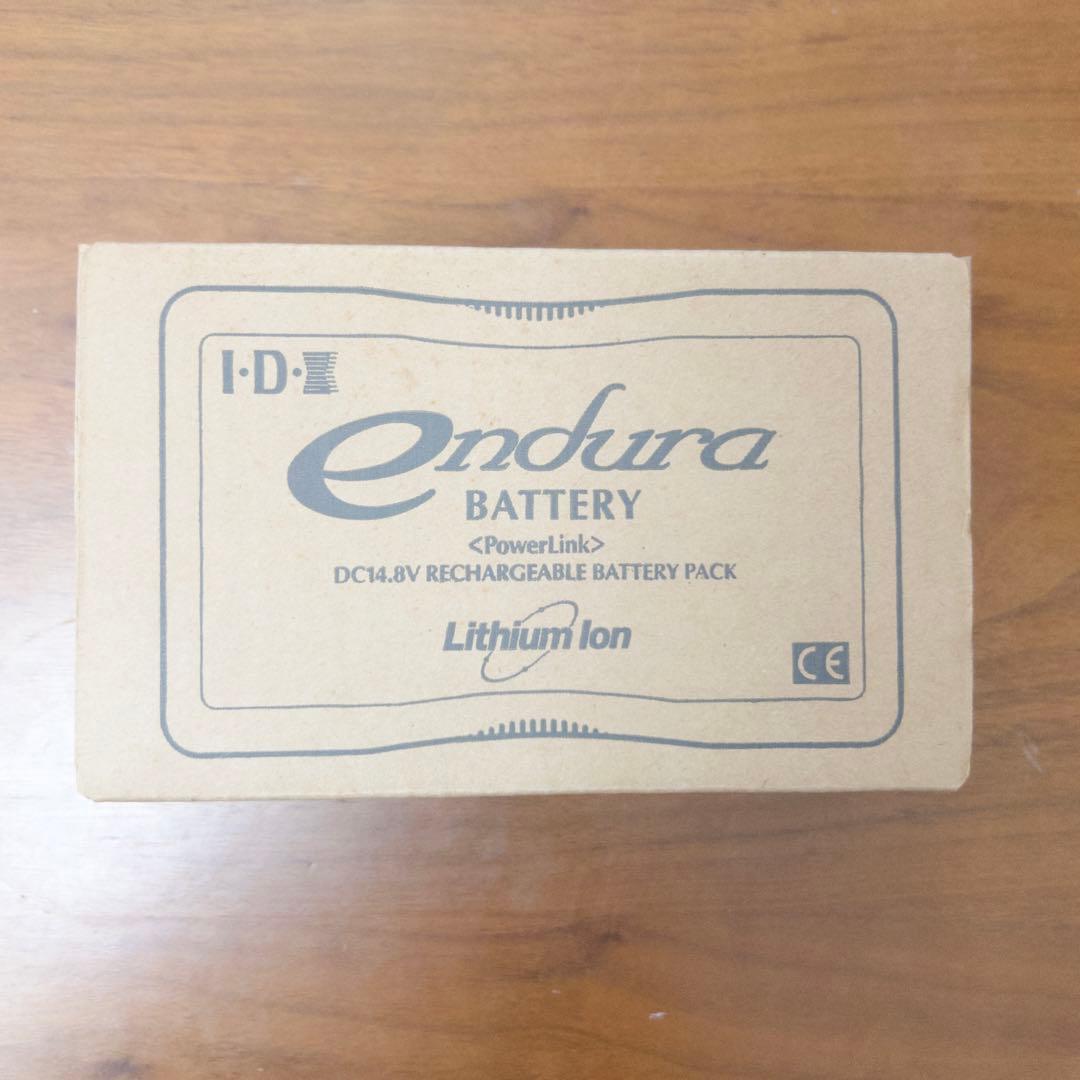 I·D·X
endura
BATTERY
<PowerLink>
DC14.8V RECHARGEABLE BATTERY PACK
Lithium Ion
CE